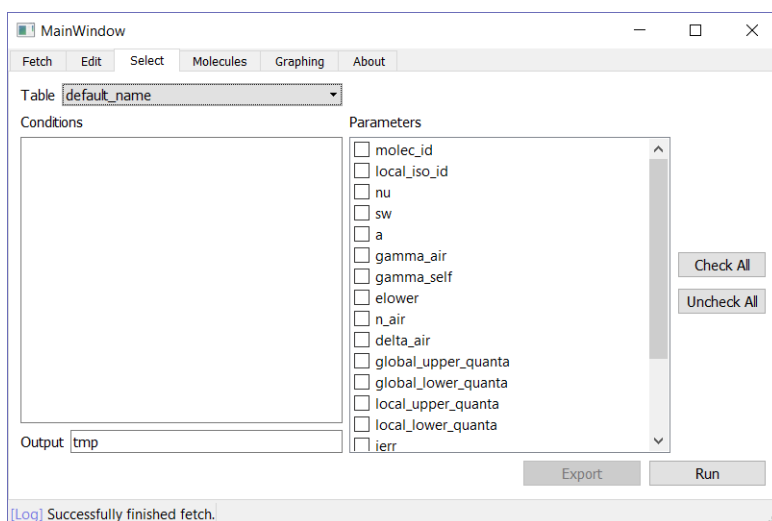 MainWindow
Fetch Edit Select Molecules Graphing About
Table default_name
Conditions
Parameters
molec_id
local_iso_id
nu
sw
a
gamma_air
gamma_self
elower
n_air
delta_air
global_upper_quanta
global_lower_quanta
local_upper_quanta
local_lower_quanta
ierr
Check All
Uncheck All
Output tmp
Export Run
[Log] Successfully finished fetch.